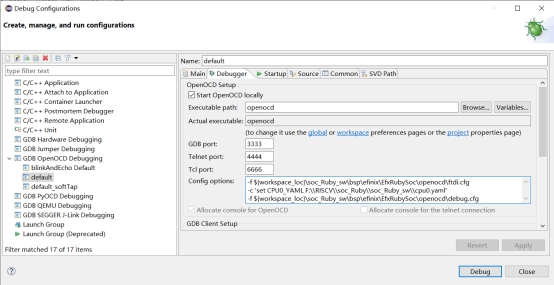 Debug Configurations
Create, manage, and run configurations
type filter text
C/C++ Application
C/C++ Attach to Application
C/C++ Container Launcher
C/C++ Postmortem Debugger
C/C++ Remote Application
C/C++ Unit
GDB Hardware Debugging
GDB Jumper Debugging
GDB OpenOCD Debugging
blinkAndEcho Default
default
default_softTap
GDB PyOCD Debugging
GDB QEMU Debugging
GDB SEGGER J-Link Debugging
Launch Group
Launch Group (Deprecated)
Filter matched 17 of 17 items
Name: default
Main Debugger Startup Source Common SVD Path
OpenOCD Setup
Start OpenOCD locally
Executable path: openocd Browse... Variables...
Actual executable: openocd
(to change it use the global or workspace preferences pages or the project properties page)
GDB port: 3333
Telnet port: 4444
Tcl port: 6666
Config options: -f ${workspace_loc}\soc_Ruby_sw\bsp\efinix\EfxRubySoc\openocd\ftdi.cfg
-c 'set CPU0_YAML F:\\RISCV\\soc_Ruby\\soc_Ruby_sw\\cpu0.yaml'
-f ${workspace_loc}\soc_Ruby_sw\bsp\efinix\EfxRubySoc\openocd\debug.cfg
Allocate console for OpenOCD Allocate console for the telnet connection
GDB Client Setup
Revert Apply
Debug Close